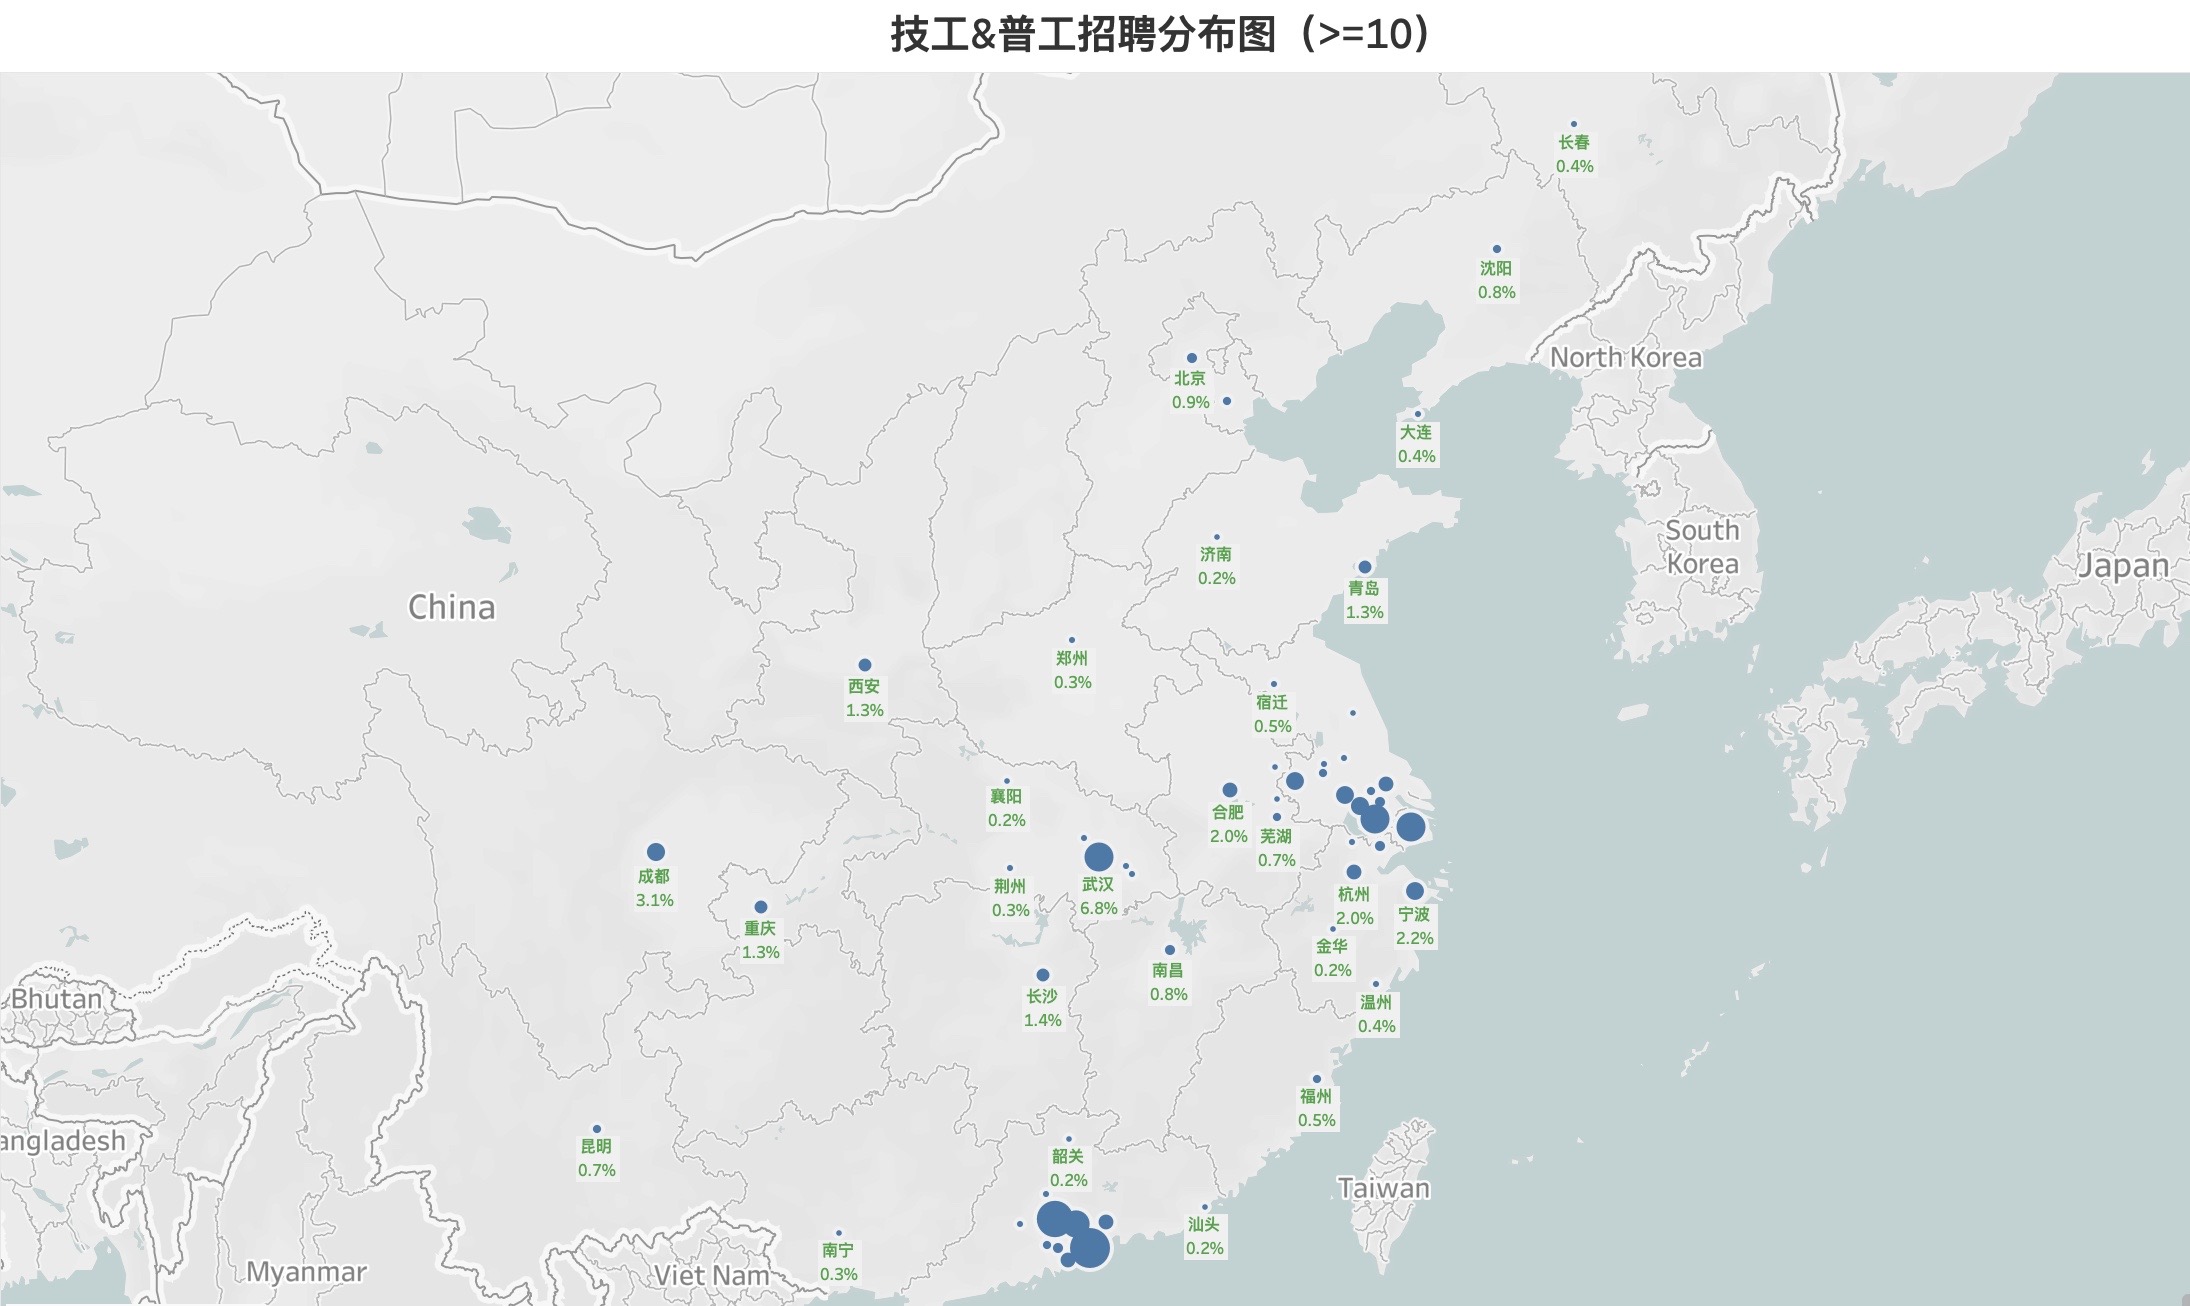 技工&普工招聘分布图（>=10）
长春
0.4%
沈阳
0.8%
North Korea
北京
0.9%
大连
0.4%
South
Korea
Japan
济南
0.2%
青岛
1.3%
China
郑州
0.3%
西安
1.3%
宿迁
0.5%
襄阳
0.2%
合肥
2.0%
芜湖
0.7%
成都
3.1%
荆州
0.3%
武汉
6.8%
杭州
2.0%
宁波
2.2%
重庆
1.3%
金华
0.2%
南昌
0.8%
长沙
1.4%
温州
0.4%
Bhutan
福州
0.5%
angladesh
昆明
0.7%
韶关
0.2%
Taiwan
汕头
0.2%
南宁
0.3%
Myanmar
Viet Nam